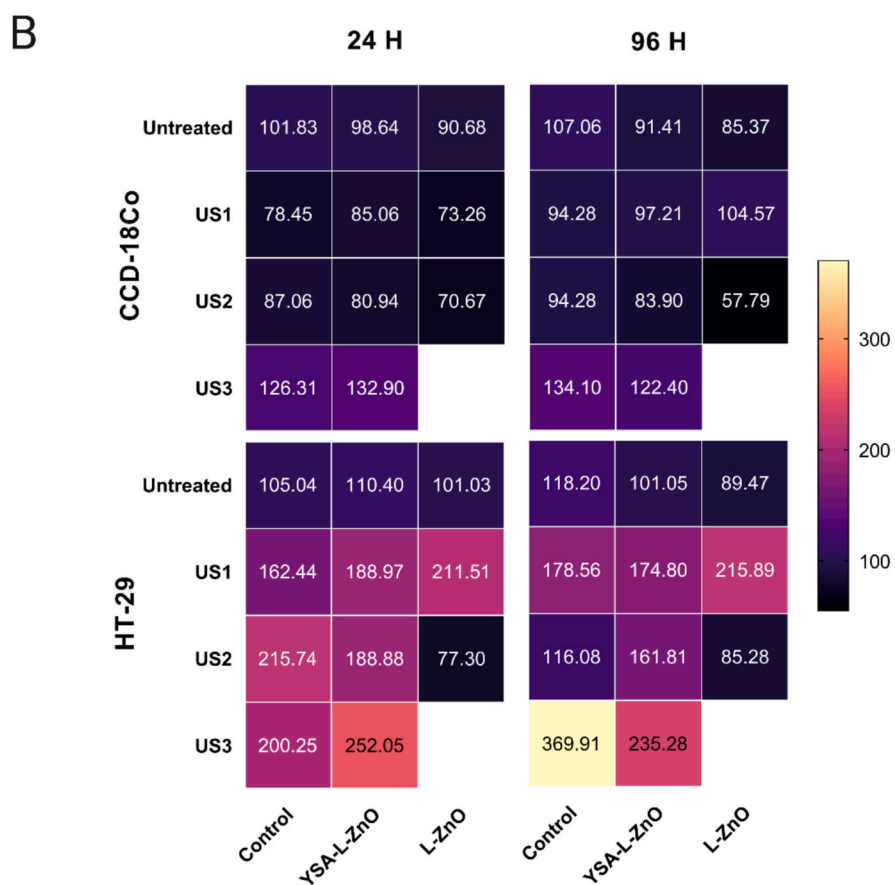 B
24 H 96 H
Untreated 101.83 98.64 90.68 107.06 91.41 85.37
US1 78.45 85.06 73.26 94.28 97.21 104.57
CCD-18Co
US2 87.06 80.94 70.67 94.28 83.90 57.79
US3 126.31 132.90 134.10 122.40
Untreated 105.04 110.40 101.03 118.20 101.05 89.47
US1 162.44 188.97 211.51 178.56 174.80 215.89
HT-29
US2 215.74 188.88 77.30 116.08 161.81 85.28
US3 200.25 252.05 369.91 235.28
Control YSA-L-ZnO L-ZnO Control YSA-L-ZnO L-ZnO
300
200
100